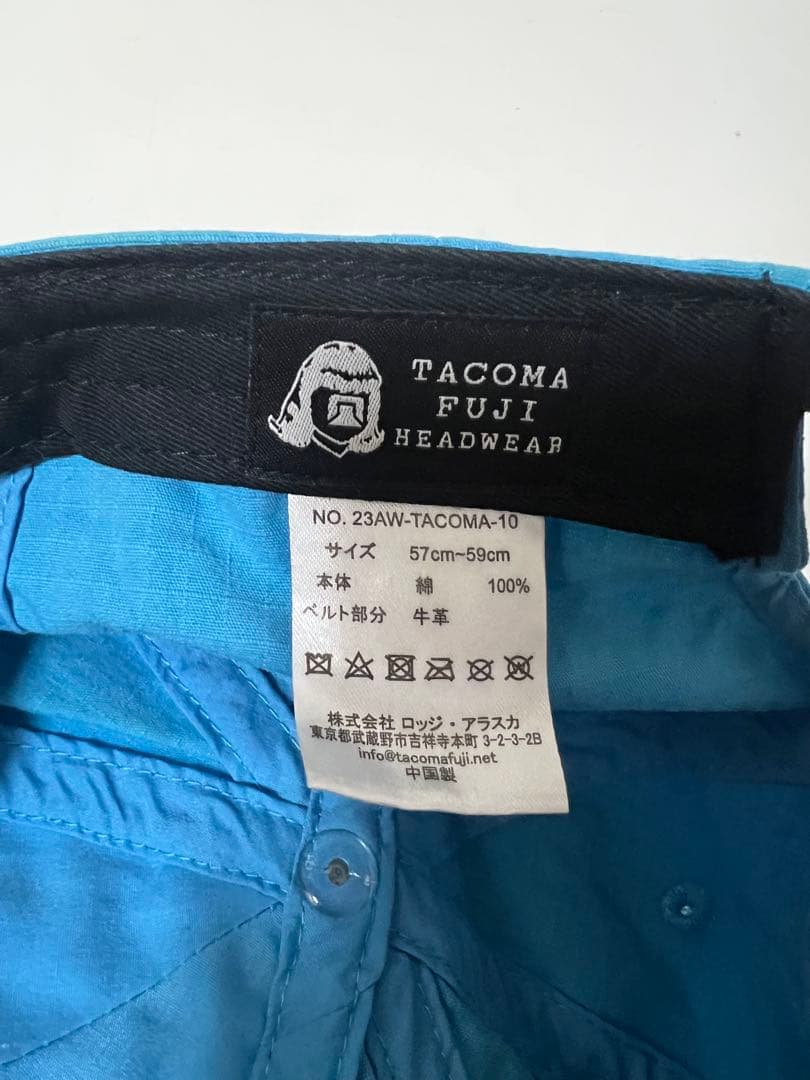 TACOMA
FUJI
HEADWEAR
NO. 23AW-TACOMA-10
サイズ 57cm~59cm
本体 綿 100%
ベルト部分 牛革
株式会社 ロッジ・アラスカ
東京都武蔵野市吉祥寺本町 3-2-3-2B
info@tacomafuji.net
中国製